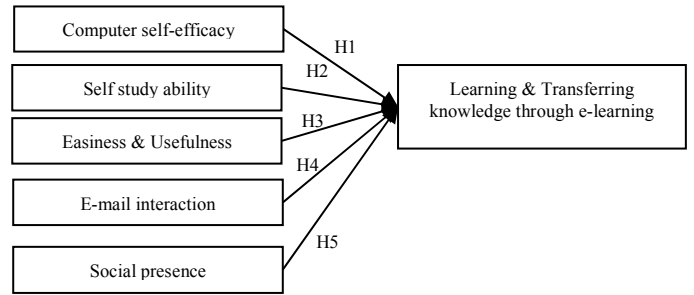 Computer self-efficacy
H1
H2
Self study ability
Learning & Transferring
knowledge through e-learning
H3
Easiness & Usefulness
H4
E-mail interaction
H5
Social presence